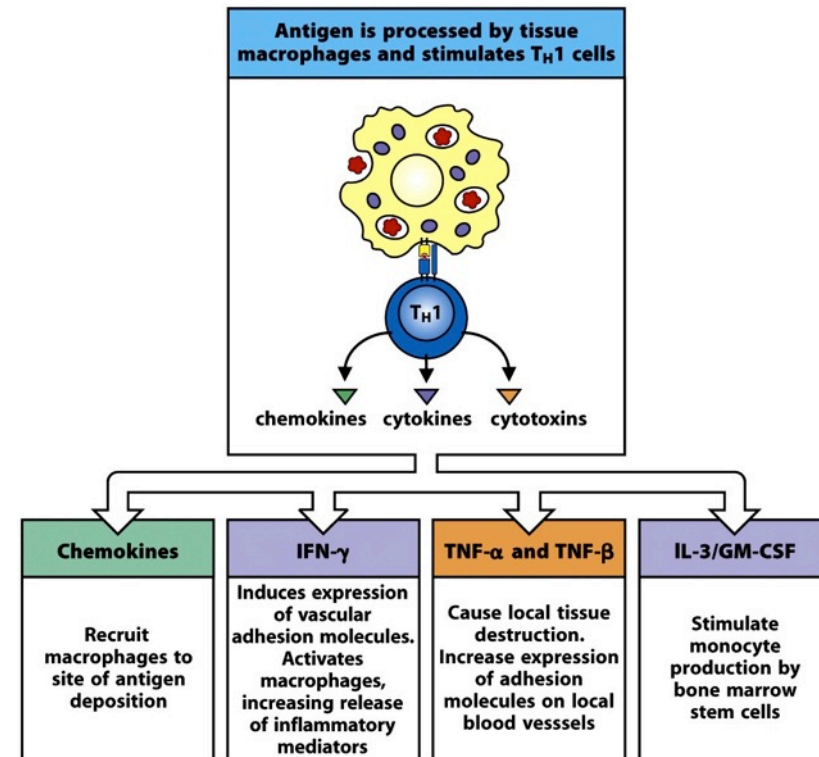 Antigen is processed by tissue
macrophages and stimulates TH1 cells
TH1
chemokines cytokines cytotoxins
Chemokines
Recruit
macrophages to
site of antigen
deposition
IFN-γ
Induces expression
of vascular
adhesion molecules.
Activates
macrophages,
increasing release
of inflammatory
mediators
TNF-α and TNF-β
Cause local tissue
destruction.
Increase expression
of adhesion
molecules on local
blood vesssels
IL-3/GM-CSF
Stimulate
monocyte
production by
bone marrow
stem cells